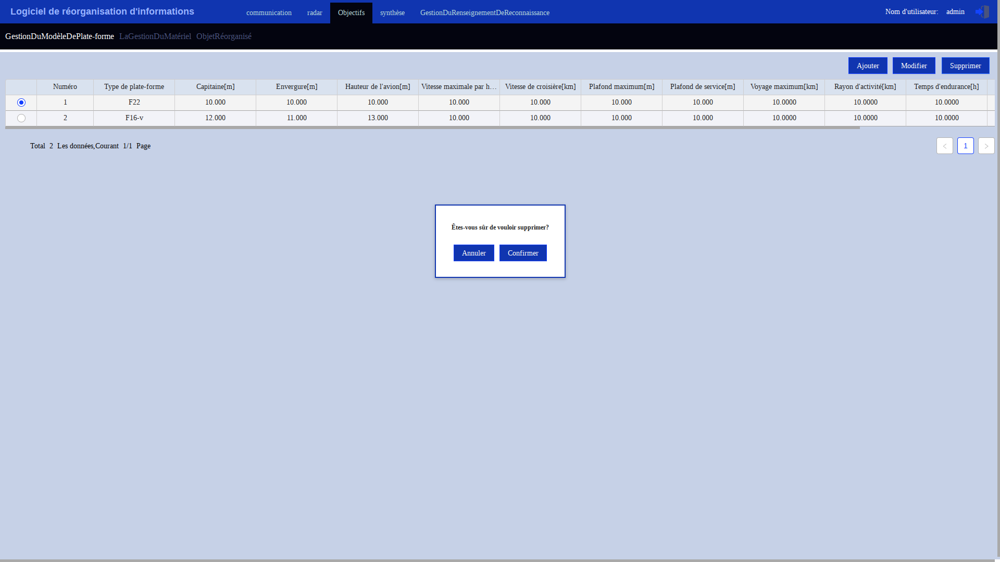 Logiciel de réorganisation d'informations communication radar Objectifs synthèse GestionDuRenseignementDeReconnaissance Nom d'utilisateur: admin
GestionDuModèleDePlate-forme LaGestionDuMatériel ObjetRéorganisé
Ajouter Modifier Supprimer
Numéro Type de plate-forme Capitaine[m] Envergure[m] Hauteur de l'avion[m] Vitesse maximale par h… Vitesse de croisière[km] Plafond maximum[m] Plafond de service[m] Voyage maximum[km] Rayon d'activité[km] Temps d'endurance[h]
1 F22 10.000 10.000 10.000 10.000 10.000 10.000 10.000 10.0000 10.0000 10.0000
2 F16-v 12.000 11.000 13.000 10.000 10.000 10.000 10.000 10.0000 10.0000 10.0000
Total 2 Les données,Courant 1/1 Page < 1 >
Êtes-vous sûr de vouloir supprimer?
Annuler Confirmer